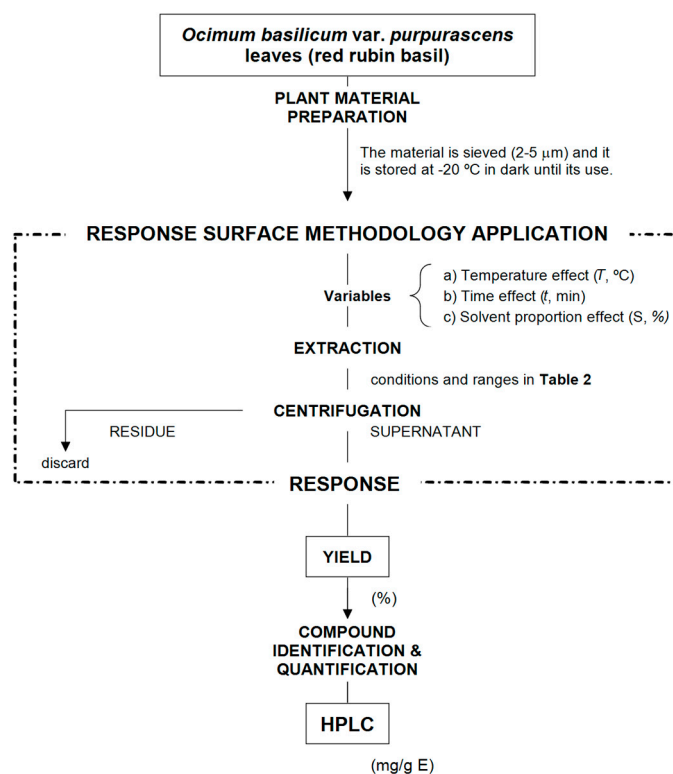 Ocimum basilicum var. purpurascens
leaves (red rubin basil)
PLANT MATERIAL
PREPARATION
The material is sieved (2-5 μm) and it
is stored at -20 ºC in dark until its use.
RESPONSE SURFACE METHODOLOGY APPLICATION
Variables
a) Temperature effect (T, ºC)
b) Time effect (t, min)
c) Solvent proportion effect (S, %)
EXTRACTION
conditions and ranges in Table 2
CENTRIFUGATION
RESIDUE
SUPERNATANT
discard
RESPONSE
YIELD
(%)
COMPOUND
IDENTIFICATION &
QUANTIFICATION
HPLC
(mg/g E)